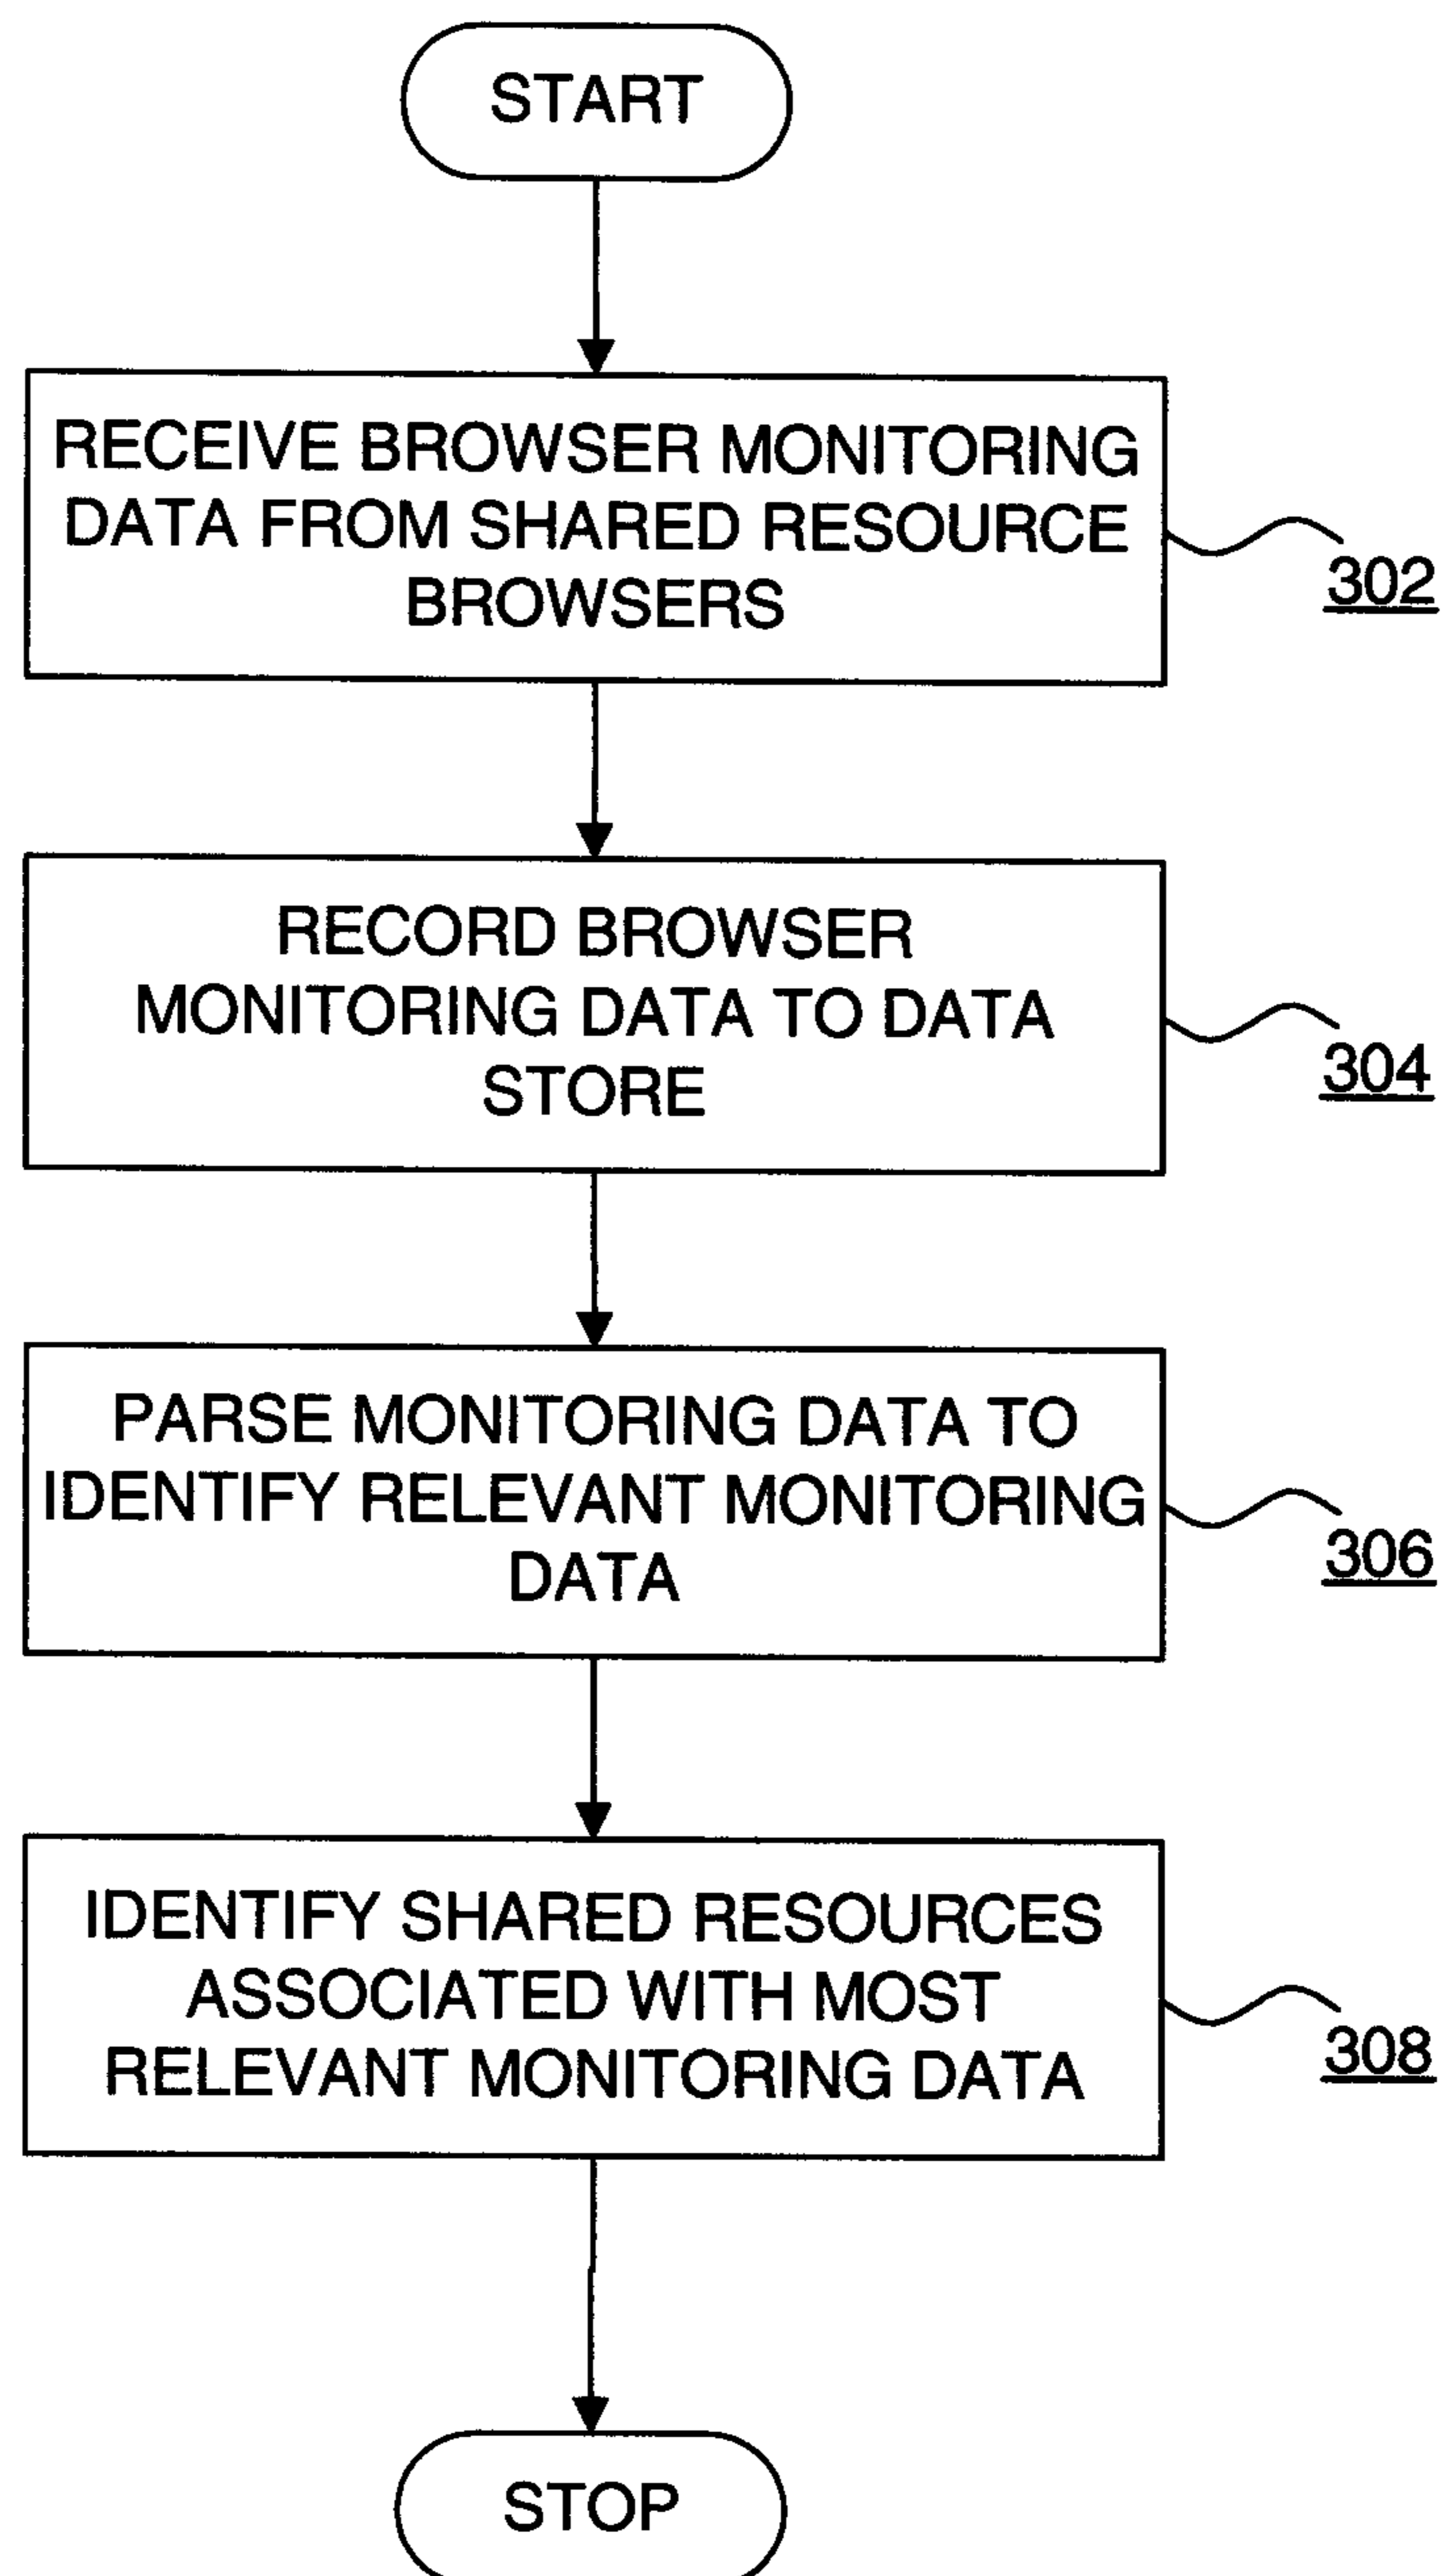 START
RECEIVE BROWSER MONITORING
DATA FROM SHARED RESOURCE
BROWSERS
302
RECORD BROWSER
MONITORING DATA TO DATA
STORE
304
PARSE MONITORING DATA TO
IDENTIFY RELEVANT MONITORING
DATA
306
IDENTIFY SHARED RESOURCES
ASSOCIATED WITH MOST
RELEVANT MONITORING DATA
308
STOP